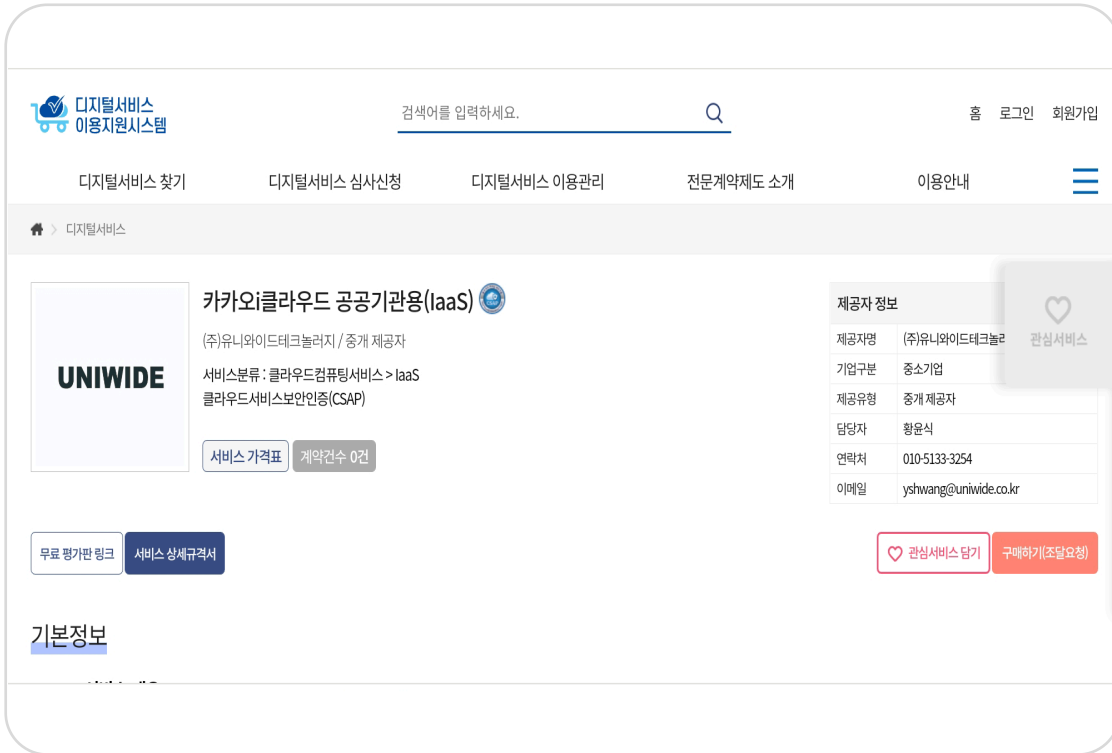 디지털서비스
이용지원시스템
검색어를 입력하세요.
홈 로그인 회원가입
디지털서비스 찾기 디지털서비스 심사신청 디지털서비스 이용관리 전문계약제도 소개 이용안내
디지털서비스
UNIWIDE
카카오i클라우드 공공기관용(IaaS)
(주)유니와이드테크놀러지 / 중개 제공자
서비스분류 : 클라우드컴퓨팅서비스 > IaaS
클라우드서비스보안인증(CSAP)
서비스 가격표 계약건수 0건
제공자 정보
제공자명 (주)유니와이드테크놀러
기업구분 중소기업
제공유형 중개 제공자
담당자 황윤식
연락처 010-5133-3254
이메일 yshwang@uniwide.co.kr
관심서비스
무료 평가판 링크 서비스 상세규격서
관심서비스 담기 구매하기(조달요청)
기본정보